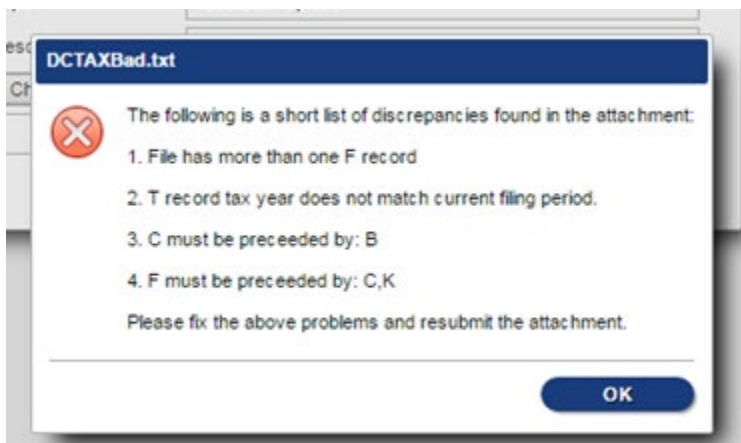 DCTAXBad.txt
The following is a short list of discrepancies found in the attachment:
1. File has more than one F record
2. T record tax year does not match current filing period.
3. C must be preceeded by: B
4. F must be preceeded by: C,K
Please fix the above problems and resubmit the attachment.
OK